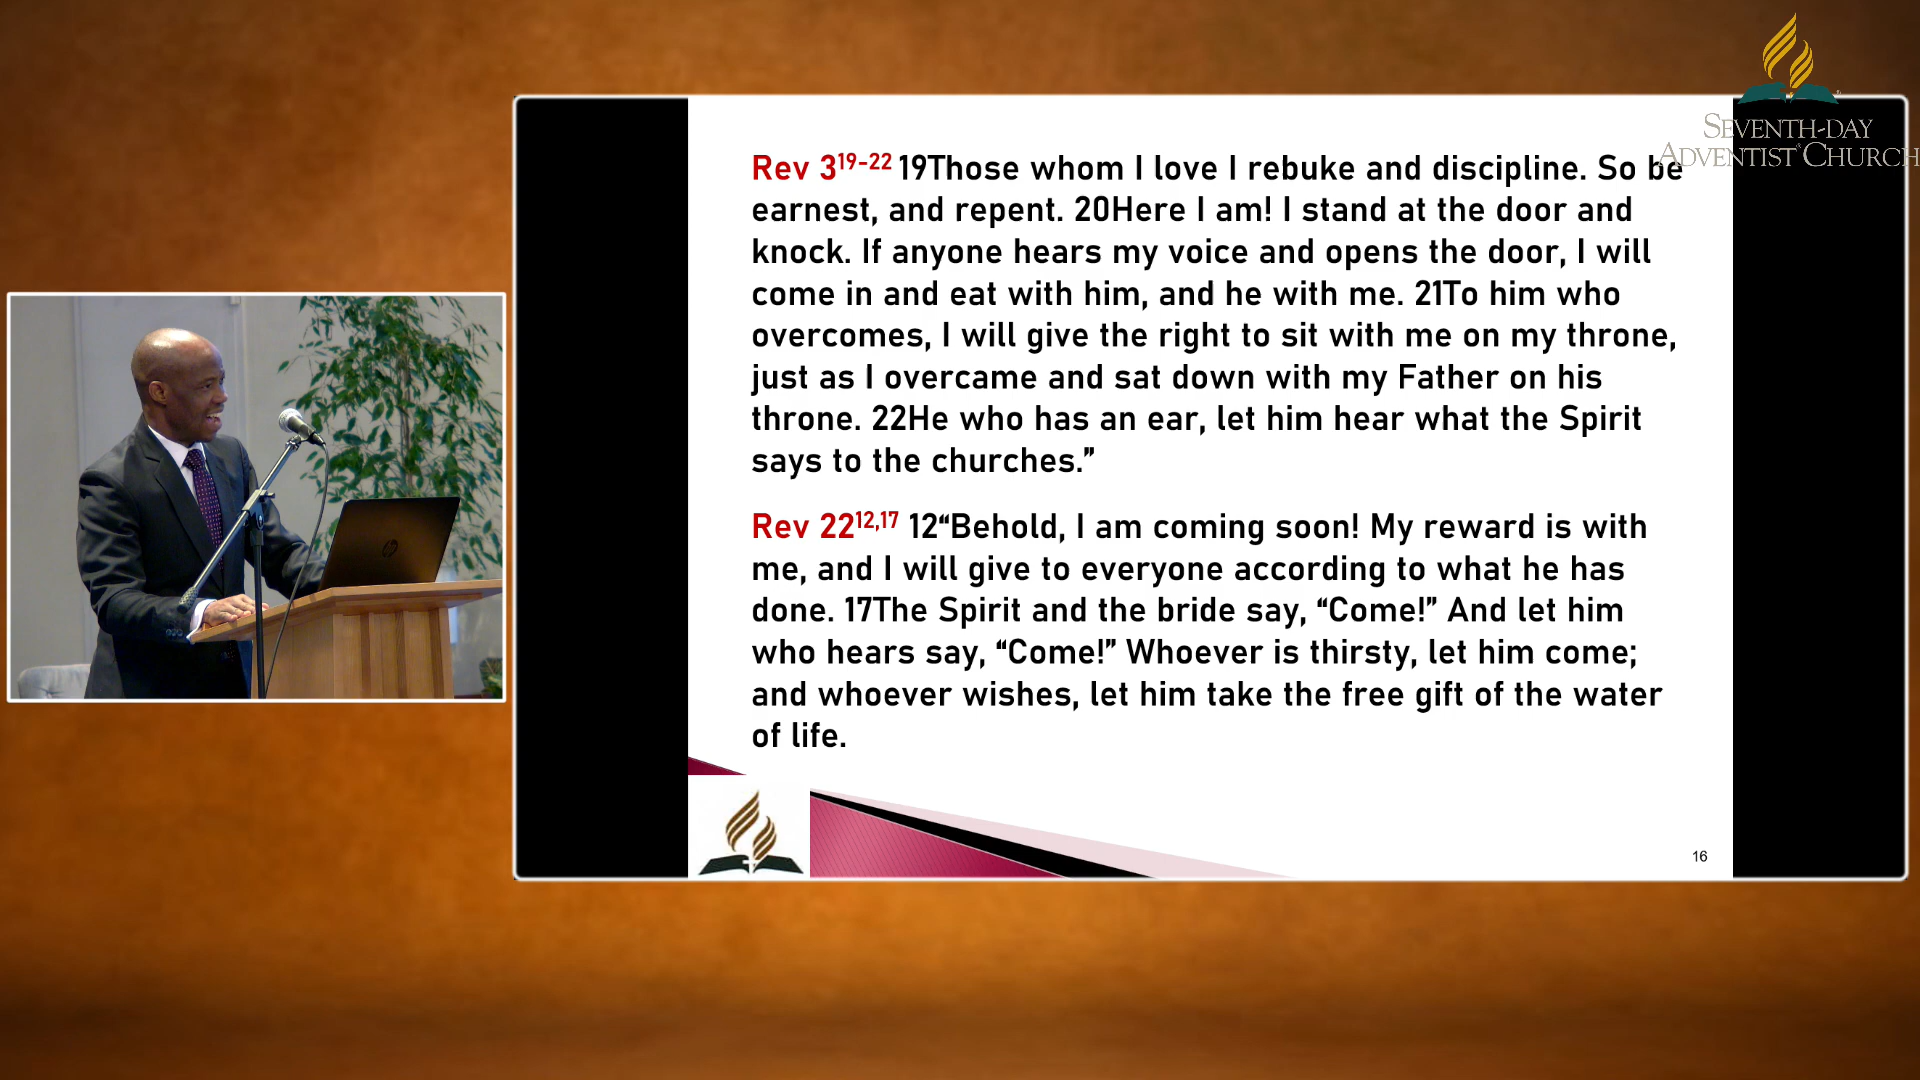 SEVENTH-DAY
ADVENTIST CHURCH
Rev 3¹⁹⁻²² 19Those whom I love I rebuke and discipline. So be
earnest, and repent. 20Here I am! I stand at the door and
knock. If anyone hears my voice and opens the door, I will
come in and eat with him, and he with me. 21To him who
overcomes, I will give the right to sit with me on my throne,
just as I overcame and sat down with my Father on his
throne. 22He who has an ear, let him hear what the Spirit
says to the churches.”
Rev 22¹²,¹⁷ 12“Behold, I am coming soon! My reward is with
me, and I will give to everyone according to what he has
done. 17The Spirit and the bride say, “Come!” And let him
who hears say, “Come!” Whoever is thirsty, let him come;
and whoever wishes, let him take the free gift of the water
of life.
16
hp